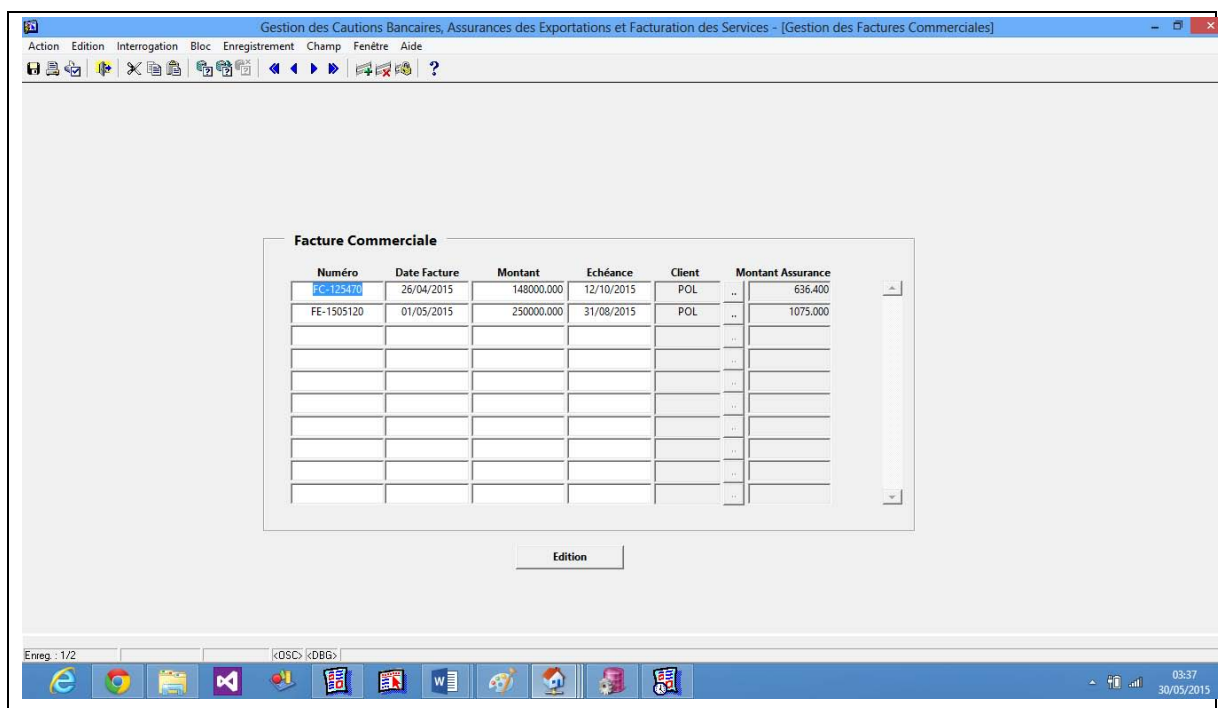 Gestion des Cautions Bancaires, Assurances des Exportations et Facturation des Services - [Gestion des Factures Commerciales]
Action Edition Interrogation Bloc Enregistrement Champ Fenêtre Aide
Facture Commerciale
Numéro Date Facture Montant Echéance Client Montant Assurance
FC-125470 26/04/2015 148000.000 12/10/2015 POL .. 636.400
FE-1505120 01/05/2015 250000.000 31/08/2015 POL .. 1075.000
..
..
..
..
..
..
..
..
Edition
Enreg. : 1/2 <OSC> <DBG>
03:37
30/05/2015